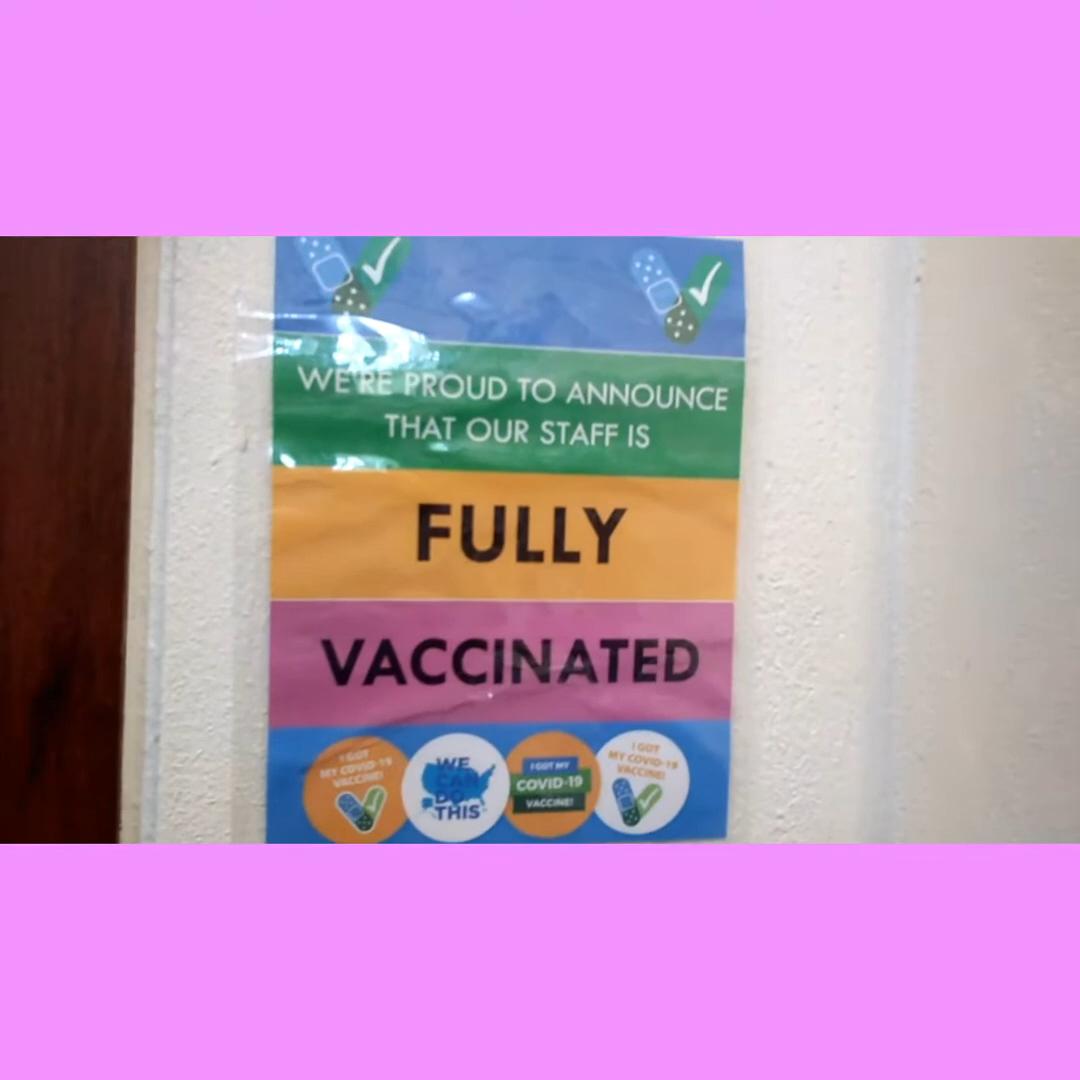 WE'RE PROUD TO ANNOUNCE
THAT OUR STAFF IS
FULLY
VACCINATED
I GOT
MY COVID-19
VACCINE!
WE
CAN
DO
THIS
I GOT MY
COVID-19
VACCINE!
I GOT
MY COVID-19
VACCINE!